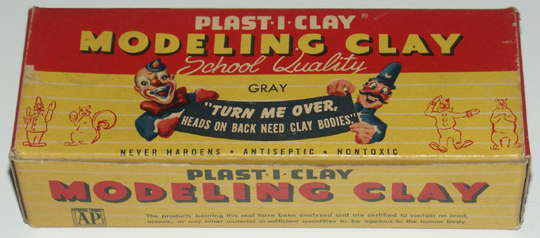 PLAST·I·CLAY®
MODELING CLAY
School Quality
GRAY
"TURN ME OVER,
HEADS ON BACK NEED CLAY BODIES"
NEVER HARDENS • ANTISEPTIC • NONTOXIC
PLAST·I·CLAY
MODELING CLAY
AP
The products bearing this seal have been analyzed and are certified to contain no lead,
arsenic, or any other material in sufficient quantities to be injurious to the human body.